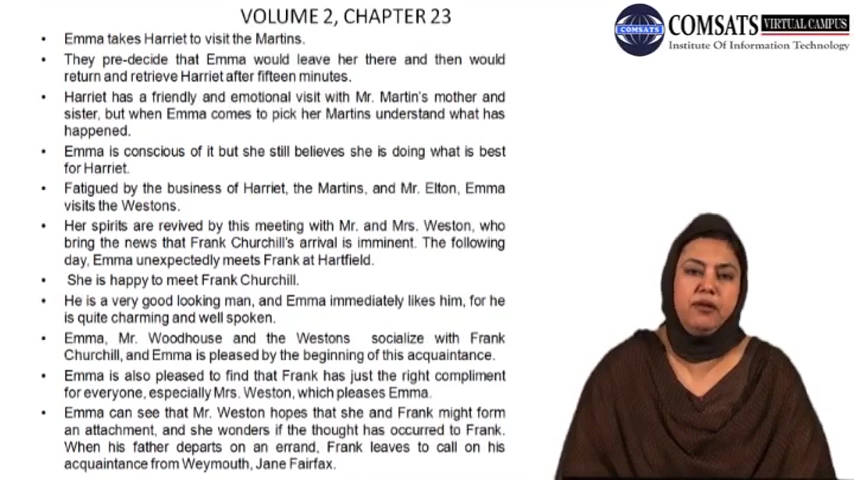 VOLUME 2, CHAPTER 23
• Emma takes Harriet to visit the Martins.
• They pre-decide that Emma would leave her there and then would
return and retrieve Harriet after fifteen minutes.
• Harriet has a friendly and emotional visit with Mr. Martin's mother and
sister, but when Emma comes to pick her Martins understand what has
happened.
• Emma is conscious of it but she still believes she is doing what is best
for Harriet.
• Fatigued by the business of Harriet, the Martins, and Mr. Elton, Emma
visits the Westons.
• Her spirits are revived by this meeting with Mr. and Mrs. Weston, who
bring the news that Frank Churchill's arrival is imminent. The following
day, Emma unexpectedly meets Frank at Hartfield.
• She is happy to meet Frank Churchill.
• He is a very good looking man, and Emma immediately likes him, for he
is quite charming and well spoken.
• Emma, Mr. Woodhouse and the Westons socialize with Frank
Churchill, and Emma is pleased by the beginning of this acquaintance.
• Emma is also pleased to find that Frank has just the right compliment
for everyone, especially Mrs. Weston, which pleases Emma.
• Emma can see that Mr. Weston hopes that she and Frank might form
an attachment, and she wonders if the thought has occurred to Frank.
When his father departs on an errand, Frank leaves to call on his
acquaintance from Weymouth, Jane Fairfax.
COMSATS
COMSATS VIRTUAL CAMPUS
Institute Of Information Technology